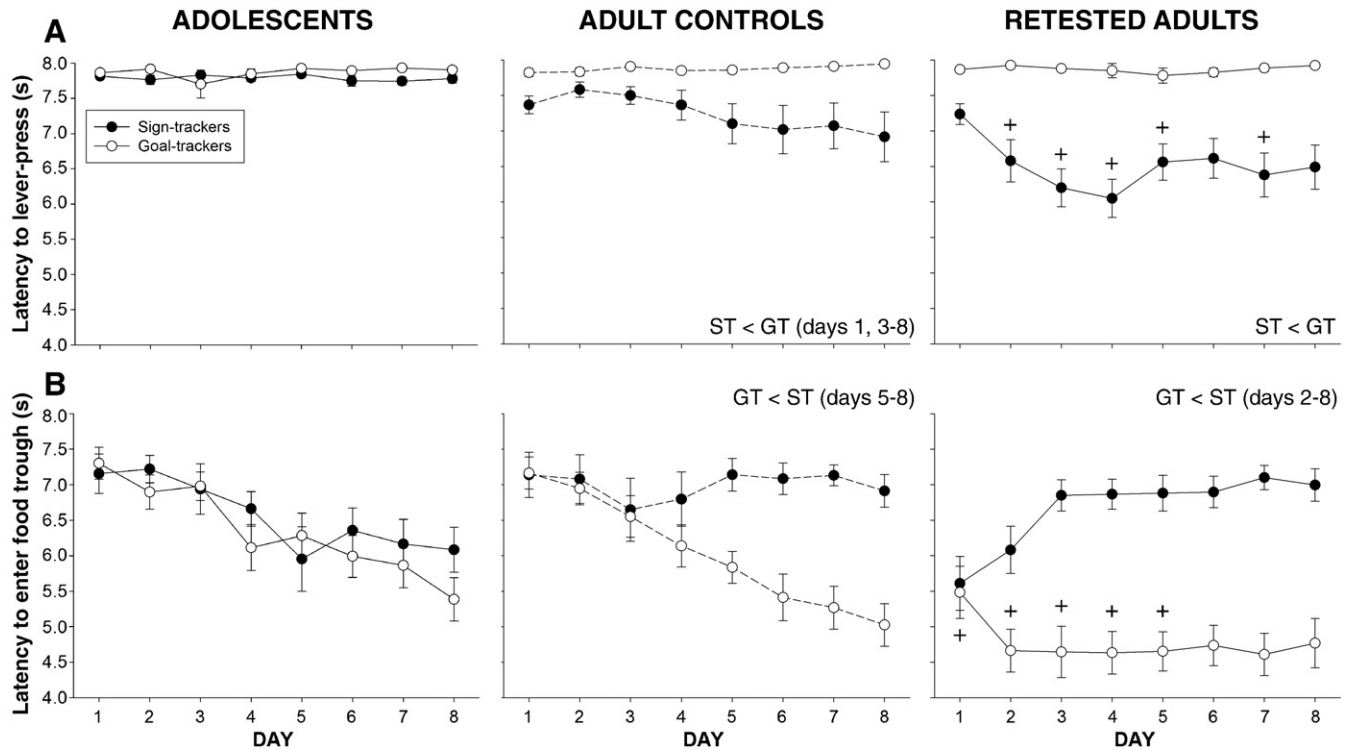 ADOLESCENTS ADULT CONTROLS RETESTED ADULTS
A
Latency to lever-press (s)
8.0
7.5
7.0
6.5
6.0
5.5
5.0
4.5
4.0
Sign-trackers
Goal-trackers
+ + + + +
ST < GT (days 1, 3-8)
ST < GT
B
Latency to enter food trough (s)
8.0
7.5
7.0
6.5
6.0
5.5
5.0
4.5
4.0
GT < ST (days 5-8)
GT < ST (days 2-8)
+ + + + +
1 2 3 4 5 6 7 8 1 2 3 4 5 6 7 8 1 2 3 4 5 6 7 8
DAY DAY DAY